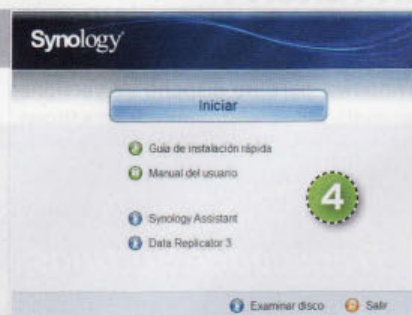 Synology
Iniciar
Guía de instalación rápida
Manual del usuario
4
Synology Assistant
Data Replicator 3
Examinar disco
Salir